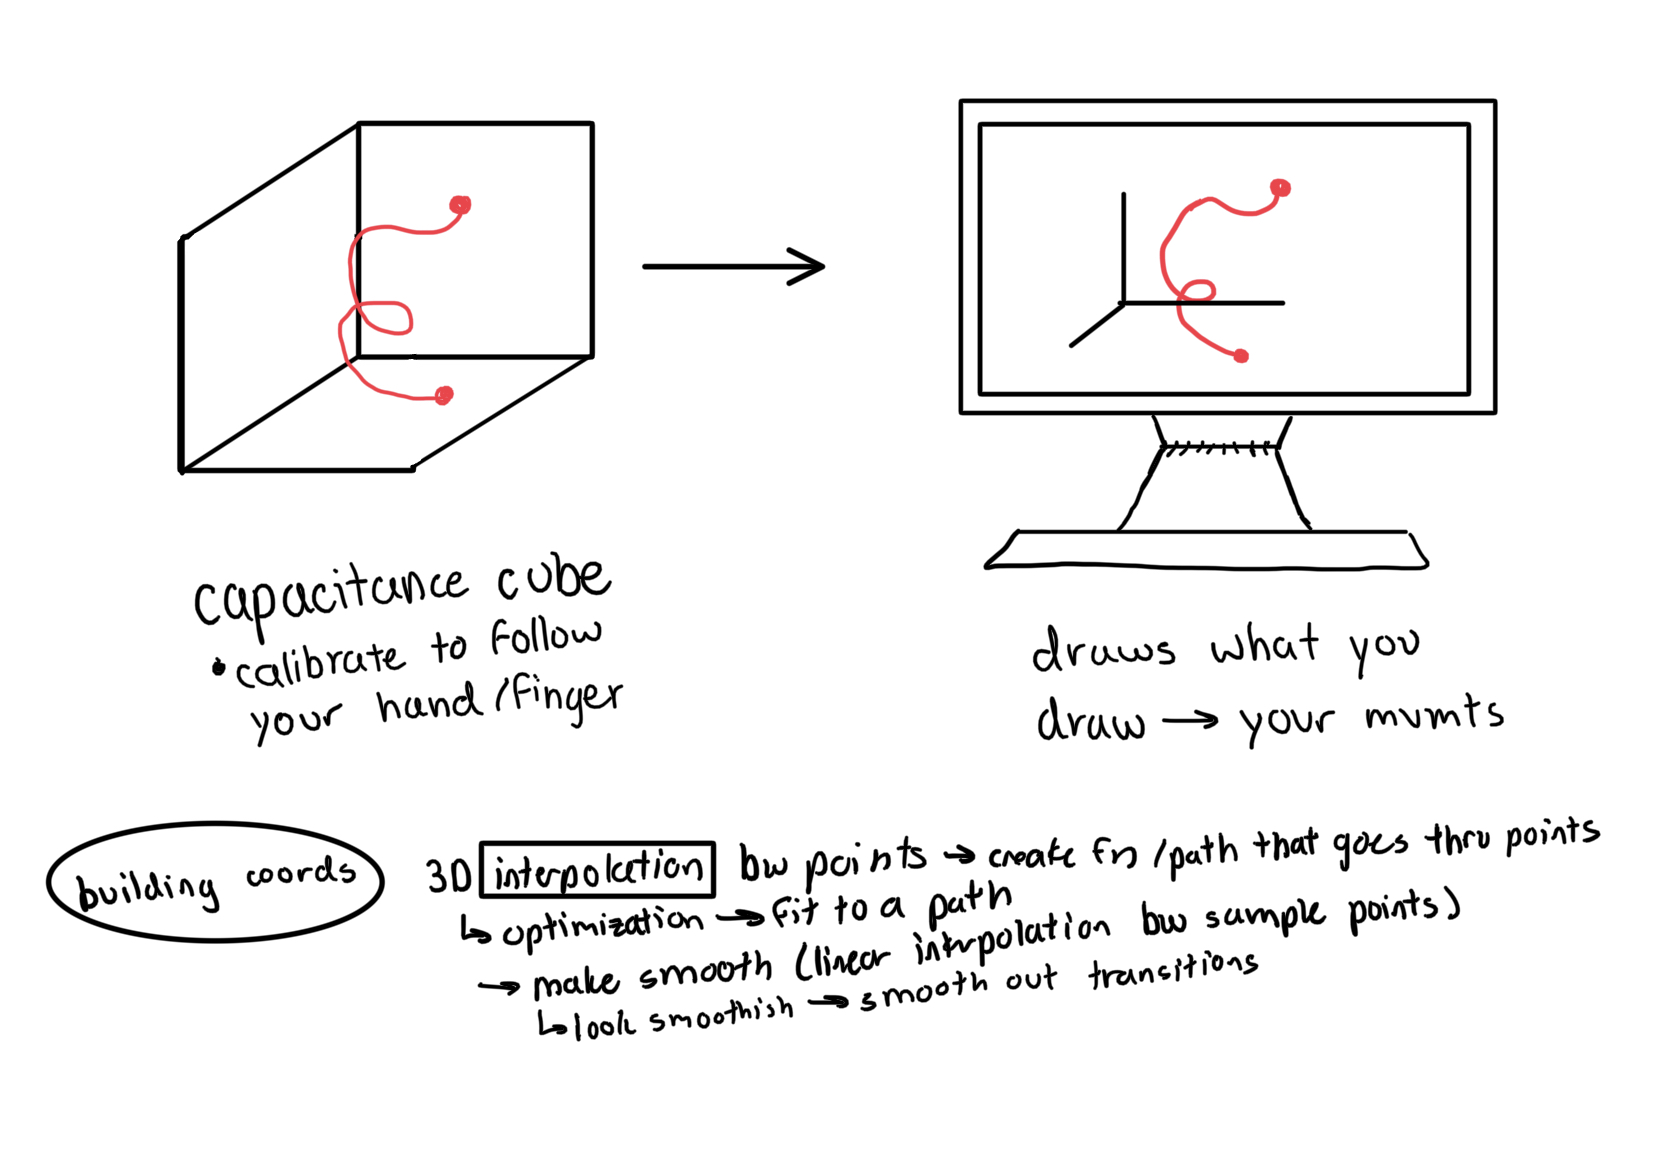 capacitance cube
• calibrate to follow
your hand/finger
draws what you
draw → your mvmts
building coords
3D interpolation bw points → create fn/path that goes thru points
↳ optimization → fit to a path
→ make smooth (linear interpolation bw sample points)
↳ look smoothish → smooth out transitions